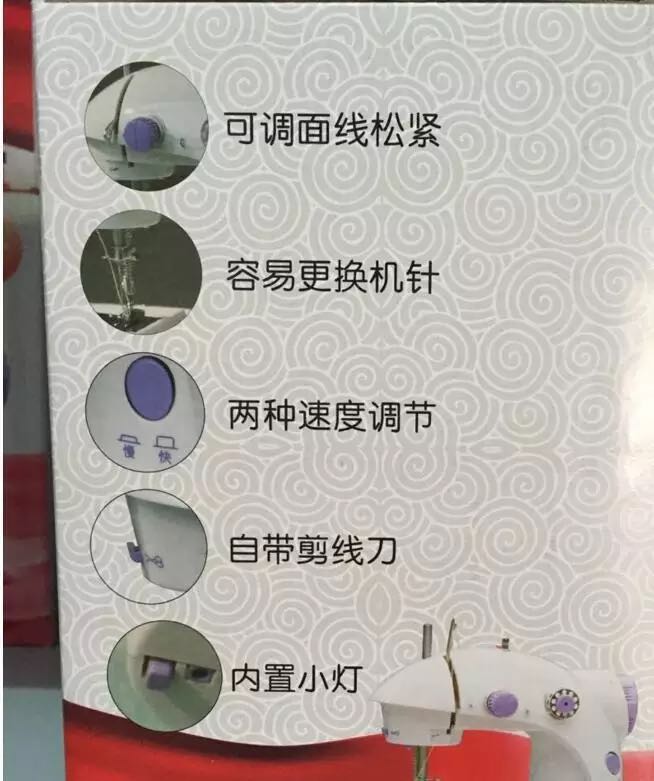 可调面线松紧
容易更换机针
两种速度调节
慢 快
自带剪线刀
内置小灯